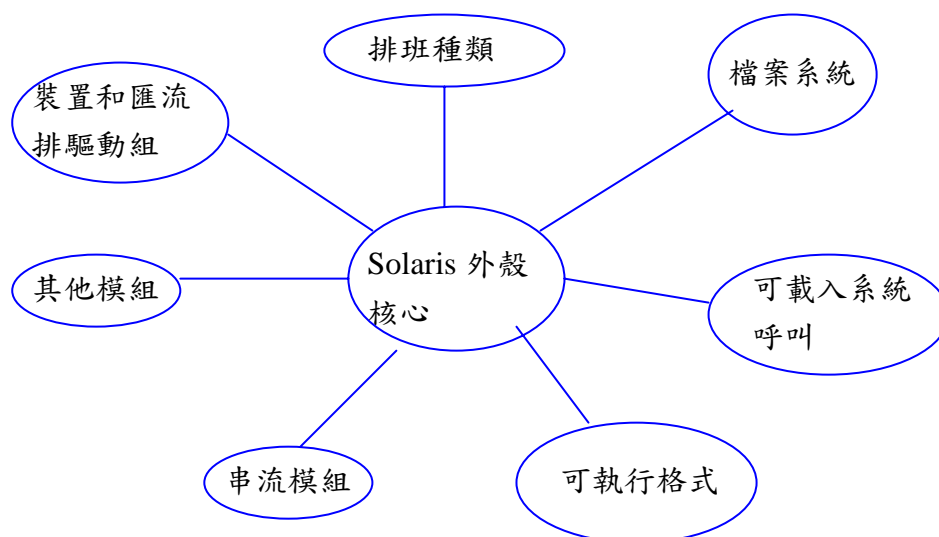 排班種類
檔案系統
裝置和匯流
排驅動組
Solaris 外殼
核心
其他模組
可載入系統
呼叫
串流模組
可執行格式